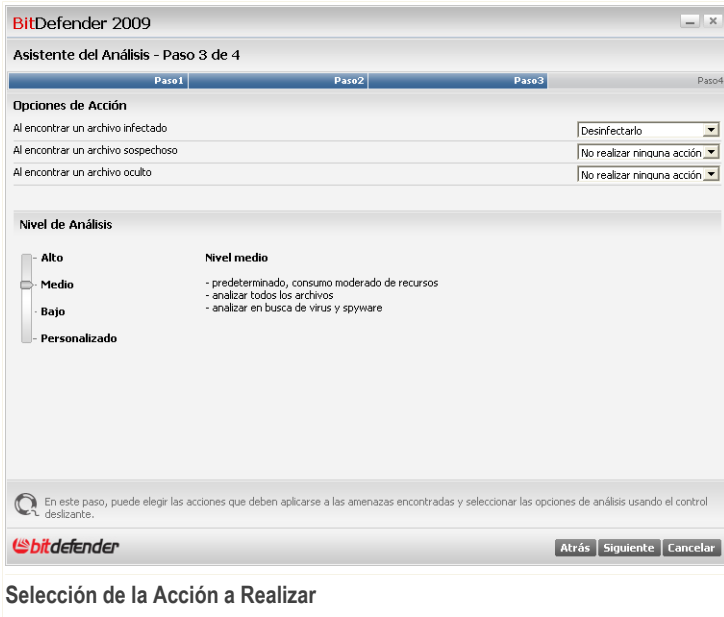 BitDefender 2009
Asistente del Análisis - Paso 3 de 4
Paso1 Paso2 Paso3 Paso4
Opciones de Acción
Al encontrar un archivo infectado Desinfectarlo
Al encontrar un archivo sospechoso No realizar ninguna acción
Al encontrar un archivo oculto No realizar ninguna acción
Nivel de Análisis
Alto Nivel medio
Medio - predeterminado, consumo moderado de recursos
- analizar todos los archivos
Bajo - analizar en busca de virus y spyware
Personalizado
En este paso, puede elegir las acciones que deben aplicarse a las amenazas encontradas y seleccionar las opciones de análisis usando el control
deslizante.
bitdefender Atrás Siguiente Cancelar
Selección de la Acción a Realizar